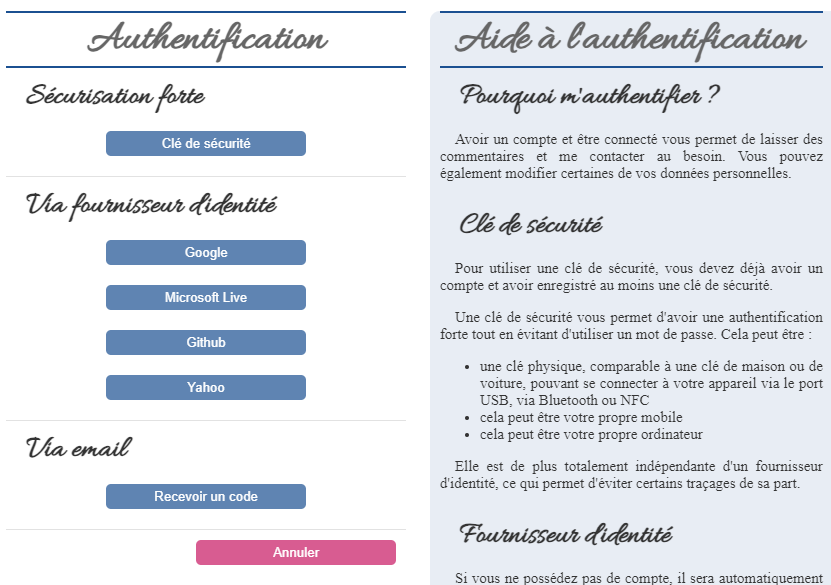 Authentification
Sécurisation forte
Clé de sécurité
Via fournisseur d'identité
Google
Microsoft Live
Github
Yahoo
Via email
Recevoir un code
Annuler
Aide à l'authentification
Pourquoi m'authentifier ?
Avoir un compte et être connecté vous permet de laisser des
commentaires et me contacter au besoin. Vous pouvez
également modifier certaines de vos données personnelles.
Clé de sécurité
Pour utiliser une clé de sécurité, vous devez déjà avoir un
compte et avoir enregistré au moins une clé de sécurité.
Une clé de sécurité vous permet d'avoir une authentification
forte tout en évitant d'utiliser un mot de passe. Cela peut être :
• une clé physique, comparable à une clé de maison ou de
voiture, pouvant se connecter à votre appareil via le port
USB, via Bluetooth ou NFC
• cela peut être votre propre mobile
• cela peut être votre propre ordinateur
Elle est de plus totalement indépendante d'un fournisseur
d'identité, ce qui permet d'éviter certains traçages de sa part.
Fournisseur d'identité
Si vous ne possédez pas de compte, il sera automatiquement